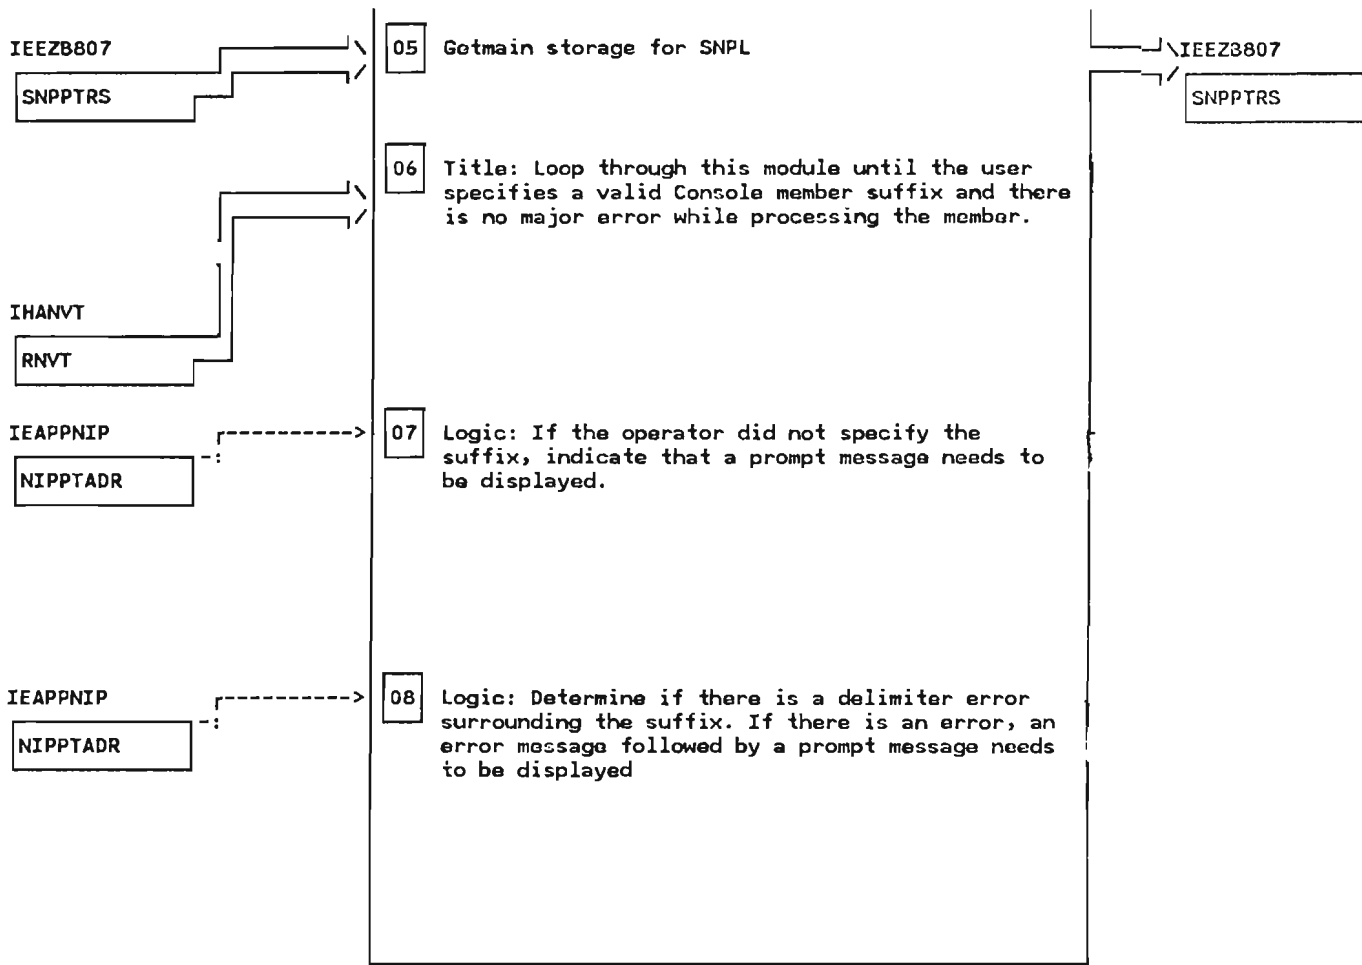 IEEZB807
SNPPTRS
05 Getmain storage for SNPL
IEEZB807
SNPPTRS
06 Title: Loop through this module until the user
specifies a valid Console member suffix and there
is no major error while processing the member.
IHANVT
RNVT
IEAPPNIP
NIPPTADR
07 Logic: If the operator did not specify the
suffix, indicate that a prompt message needs to
be displayed.
IEAPPNIP
NIPPTADR
08 Logic: Determine if there is a delimiter error
surrounding the suffix. If there is an error, an
error message followed by a prompt message needs
to be displayed